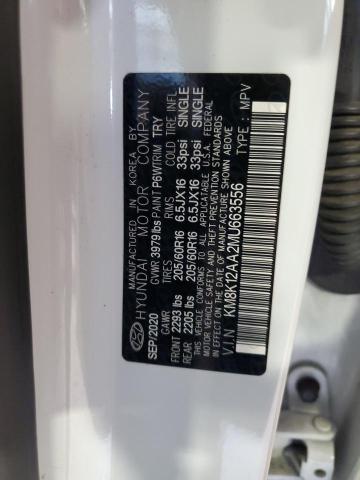 MANUFACTURED IN KOREA BY
HYUNDAI MOTOR COMPANY
SEP/2020 GVWR 3979 lbs PAINT P6W TRIM TRY
TIRES RIMS COLD TIRE INFL
FRONT 2293 lbs 205/60R16 6.5JX16 33psi SINGLE
REAR 2205 lbs 205/60R16 6.5JX16 33psi SINGLE
THIS VEHICLE CONFORMS TO ALL APPLICABLE U.S.A. FEDERAL
MOTOR VEHICLE SAFETY AND THEFT PREVENTION STANDARDS
IN EFFECT ON THE DATE OF MANUFACTURE SHOWN ABOVE
V.I.N KM8K12AA2MU663556 TYPE : MPV